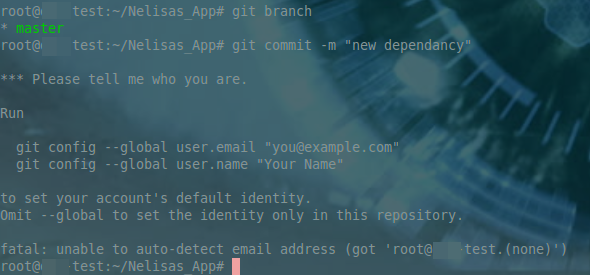 root@ test:~/Nelisas_App# git branch
* master
root@ test:~/Nelisas_App# git commit -m "new dependancy"
*** Please tell me who you are.
Run
git config --global user.email "you@example.com"
git config --global user.name "Your Name"
to set your account's default identity.
Omit --global to set the identity only in this repository.
fatal: unable to auto-detect email address (got 'root@ -test.(none)')
root@ test:~/Nelisas_App#